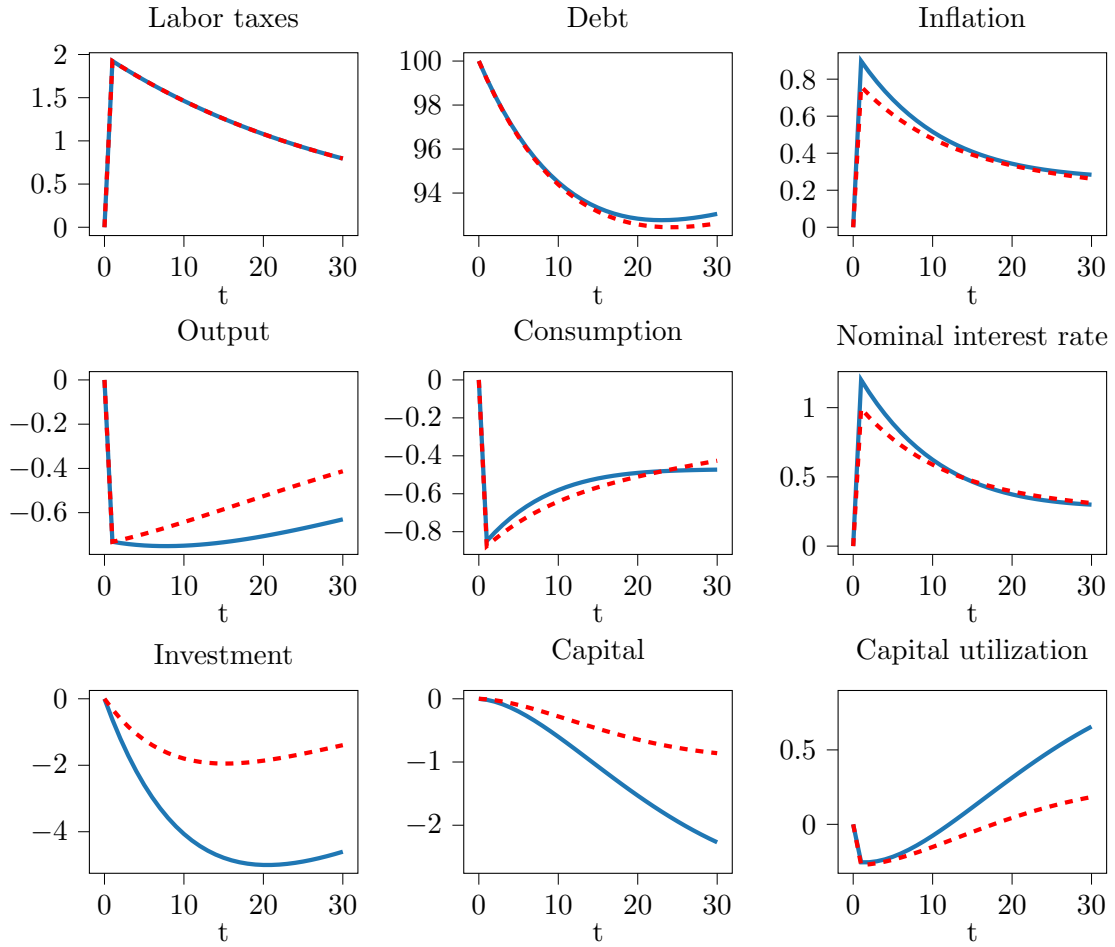 Labor taxes
2
1.5
1
0.5
0
0 10 20 30
t
Debt
100
98
96
94
0 10 20 30
t
Inflation
0.8
0.6
0.4
0.2
0
0 10 20 30
t
Output
0
−0.2
−0.4
−0.6
0 10 20 30
t
Consumption
0
−0.2
−0.4
−0.6
−0.8
0 10 20 30
t
Nominal interest rate
1
0.5
0
0 10 20 30
t
Investment
0
−2
−4
0 10 20 30
t
Capital
0
−1
−2
0 10 20 30
t
Capital utilization
0.5
0
0 10 20 30
t